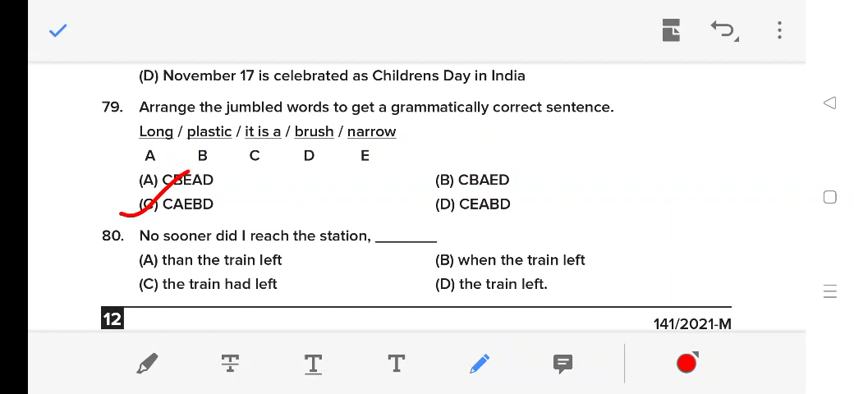 (D) November 17 is celebrated as Childrens Day in India
79. Arrange the jumbled words to get a grammatically correct sentence.
Long / plastic / it is a / brush / narrow
A B C D E
(A) CBEAD (B) CBAED
(C) CAEBD (D) CEABD
80. No sooner did I reach the station, ________
(A) than the train left (B) when the train left
(C) the train had left (D) the train left.
12 141/2021-M
T T T